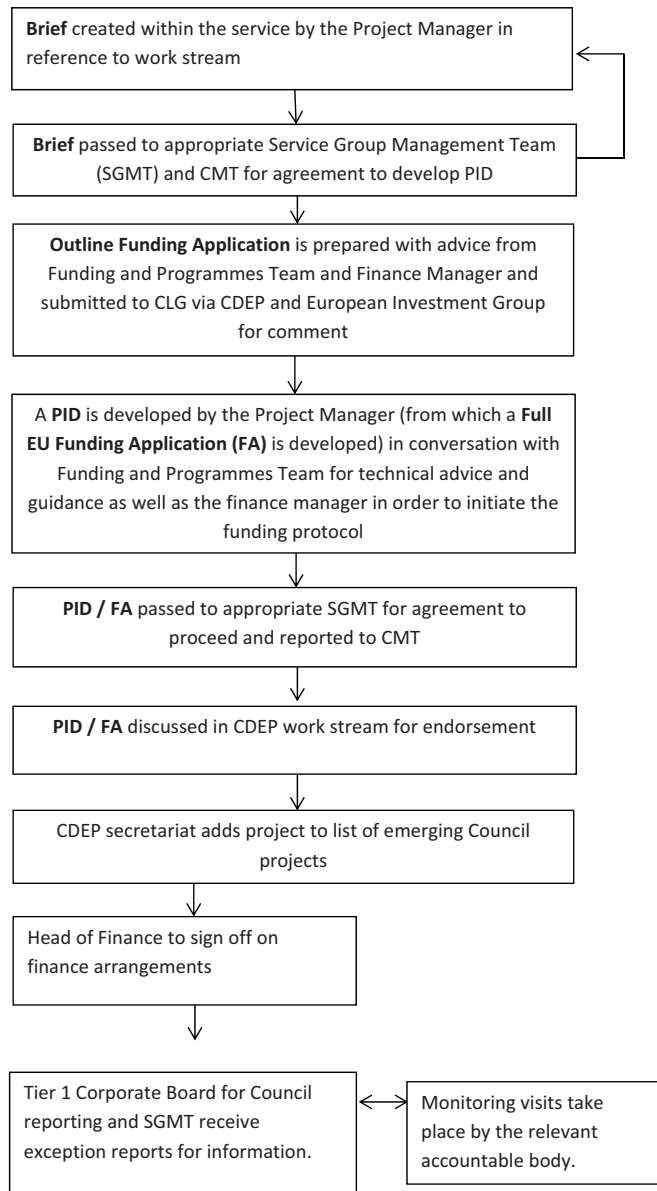 Brief created within the service by the Project Manager in
reference to work stream
Brief passed to appropriate Service Group Management Team
(SGMT) and CMT for agreement to develop PID
Outline Funding Application is prepared with advice from
Funding and Programmes Team and Finance Manager and
submitted to CLG via CDEP and European Investment Group
for comment
A PID is developed by the Project Manager (from which a Full
EU Funding Application (FA) is developed) in conversation with
Funding and Programmes Team for technical advice and
guidance as well as the finance manager in order to initiate the
funding protocol
PID / FA passed to appropriate SGMT for agreement to
proceed and reported to CMT
PID / FA discussed in CDEP work stream for endorsement
CDEP secretariat adds project to list of emerging Council
projects
Head of Finance to sign off on
finance arrangements
Tier 1 Corporate Board for Council
reporting and SGMT receive
exception reports for information.
Monitoring visits take
place by the relevant
accountable body.